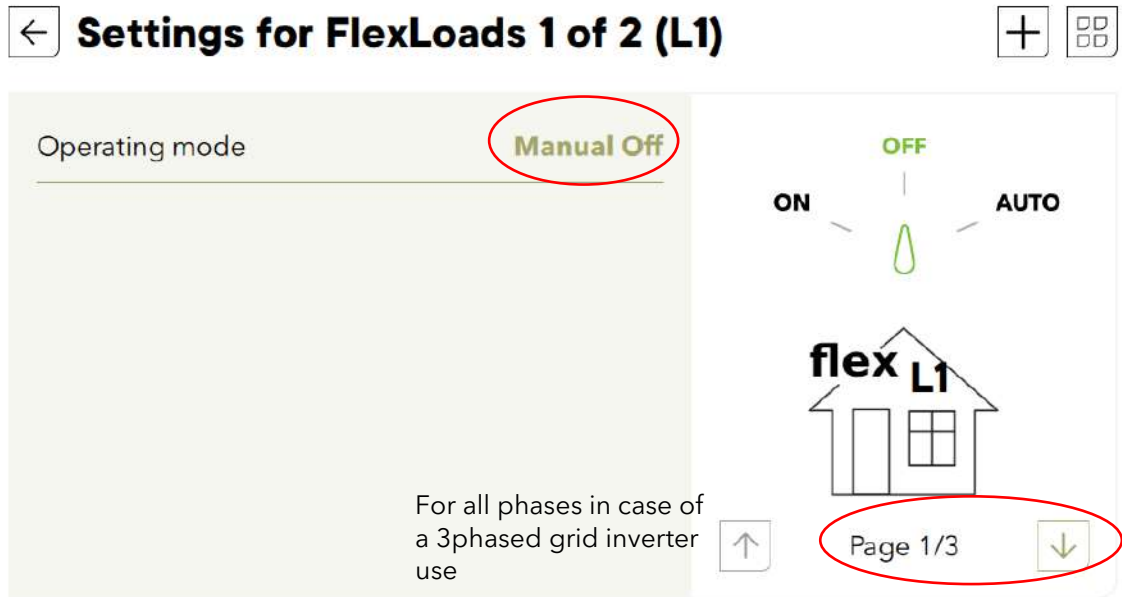 Settings for FlexLoads 1 of 2 (L1)
Operating mode
Manual Off
OFF
ON
AUTO
flex
L1
For all phases in case of
a 3phased grid inverter
use
Page 1/3